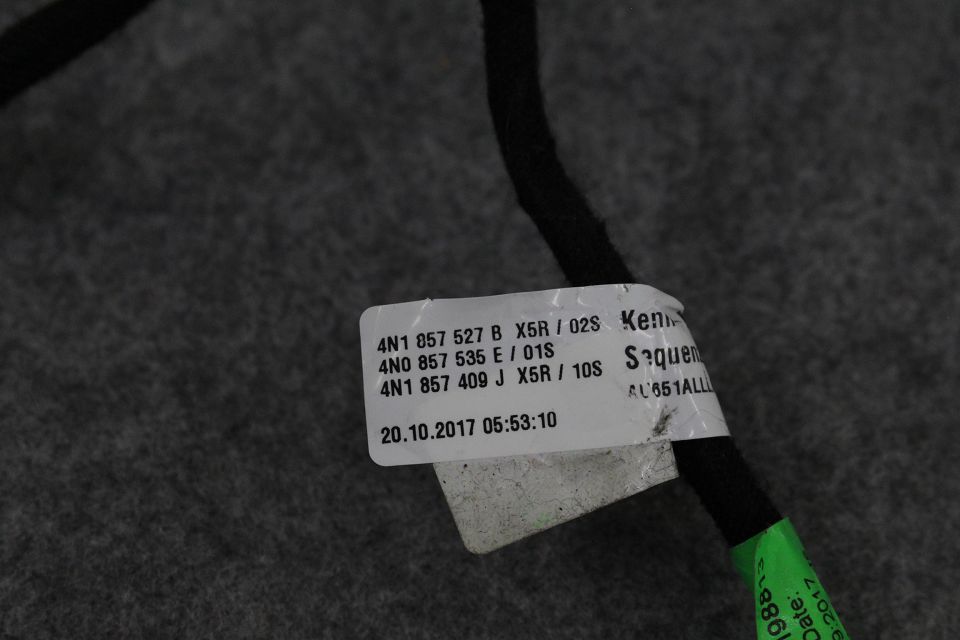 4N1 857 527 B X5R / 02S
4N0 857 535 E / 01S
4N1 857 409 J X5R / 10S
20.10.2017 05:53:10
Date: